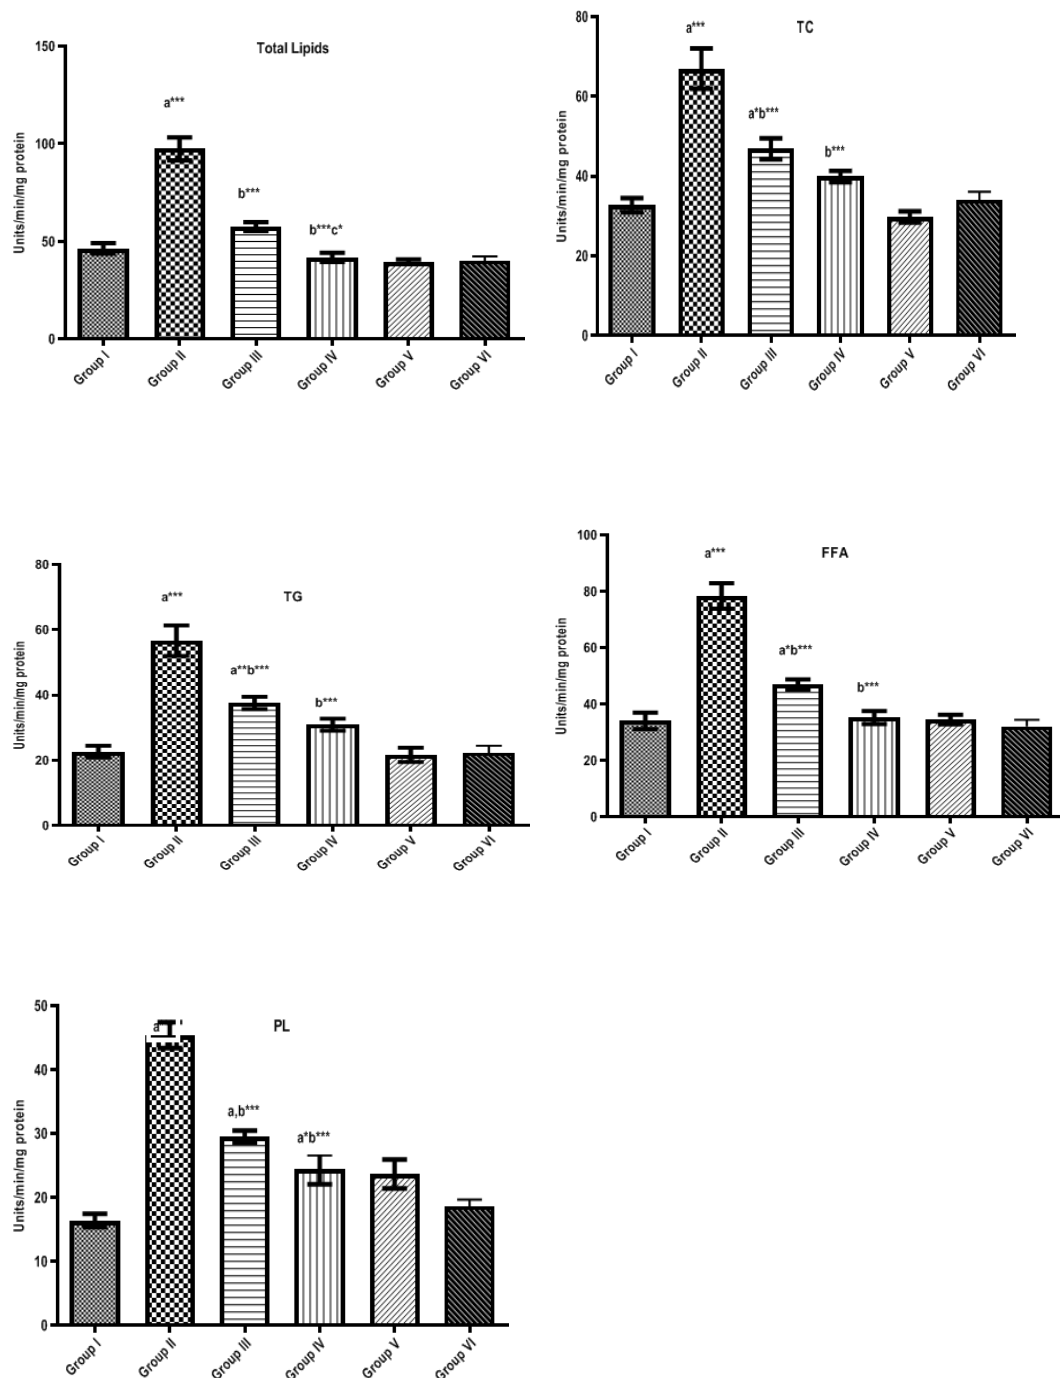 Total Lipids
Units/min/mg protein
150
100
50
0
a***
b***
b***c*
Group I
Group II
Group III
Group IV
Group V
Group VI
TC
Units/min/mg protein
80
60
40
20
0
a***
a*b***
b***
Group I
Group II
Group III
Group IV
Group V
Group VI
TG
Units/min/mg protein
80
60
40
20
0
a***
a**b***
b***
Group I
Group II
Group III
Group IV
Group V
Group VI
FFA
Units/min/mg protein
100
80
60
40
20
0
a***
a*b***
b***
Group I
Group II
Group III
Group IV
Group V
Group VI
PL
Units/min/mg protein
50
40
30
20
10
0
a
a,b***
a*b***
Group I
Group II
Group III
Group IV
Group V
Group VI